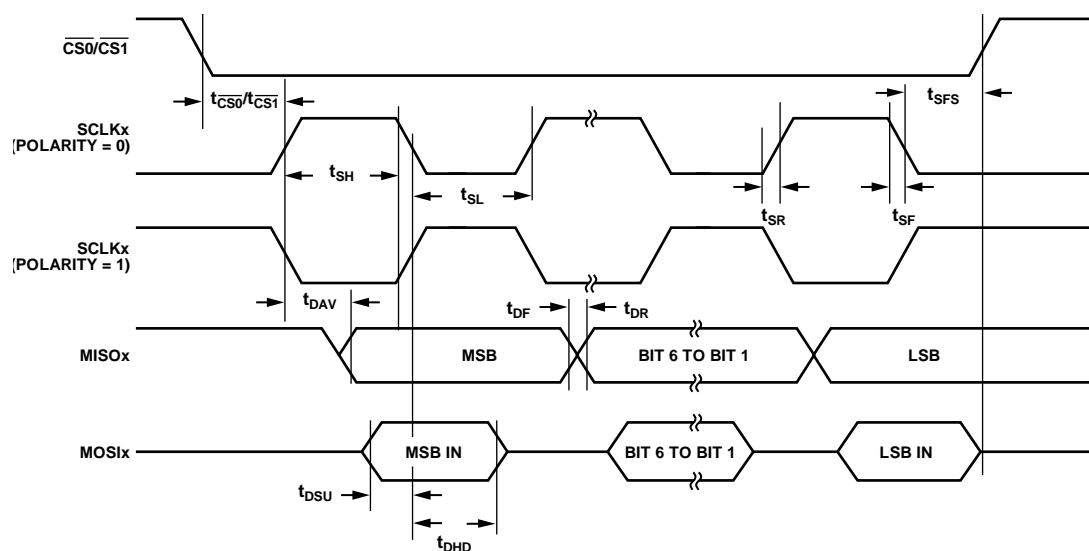 CS0/CS1
tCS0/tCS1
tSFS
SCLKx
(POLARITY = 0)
tSH
tSL
tSR
tSF
SCLKx
(POLARITY = 1)
tDAV
tDF
tDR
MISOx
MSB
BIT 6 TO BIT 1
LSB
MOSIx
MSB IN
BIT 6 TO BIT 1
LSB IN
tDSU
tDHD